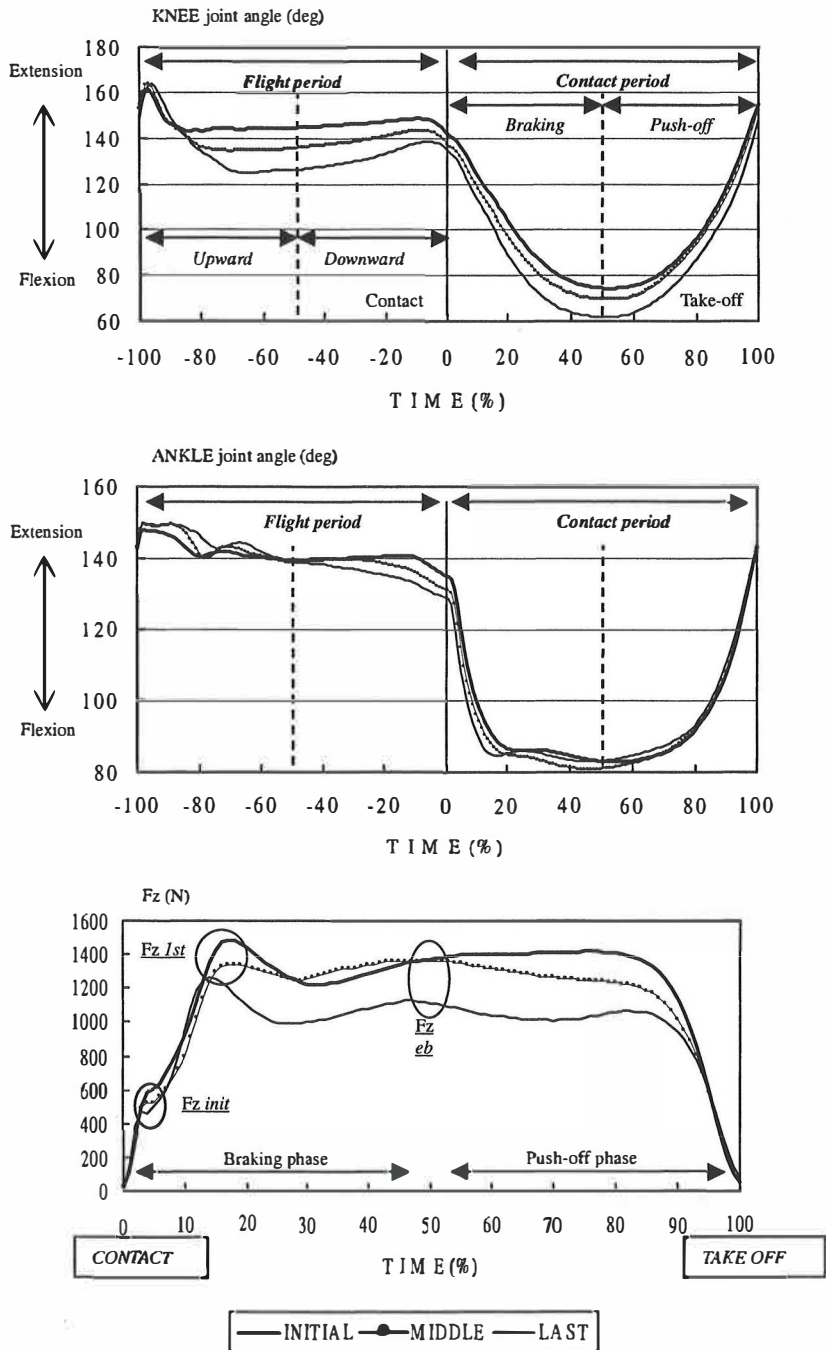 KNEE joint angle (deg)
180
160
140
120
100
80
60
Extension
Flexion
Flight period
Contact period
Braking
Push-off
Upward
Downward
Contact
Take-off
-100 -80 -60 -40 -20 0 20 40 60 80 100
T I M E (%)
ANKLE joint angle (deg)
160
140
120
100
80
Extension
Flexion
Flight period
Contact period
-100 -80 -60 -40 -20 0 20 40 60 80 100
T I M E (%)
Fz (N)
1600
1400
1200
1000
800
600
400
200
0
Fz 1st
Fz init
Fz
eb
Braking phase
Push-off phase
0 10 20 30 40 50 60 70 80 90 100
CONTACT
T I M E (%)
TAKE OFF
INITIAL MIDDLE LAST